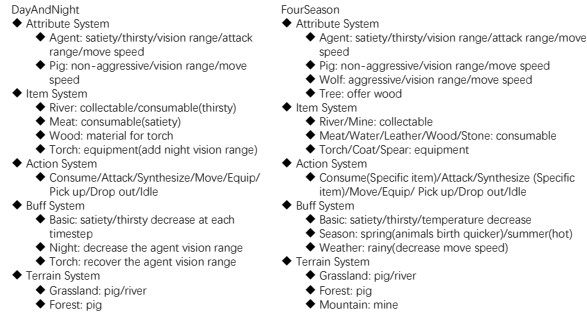 DayAndNight
◆ Attribute System
◆ Agent: satiety/thirsty/vision range/attack
range/move speed
◆ Pig: non-aggressive/vision range/move
speed
◆ Item System
◆ River: collectable/consumable(thirsty)
◆ Meat: consumable(satiety)
◆ Wood: material for torch
◆ Torch: equipment(add night vision range)
◆ Action System
◆ Consume/Attack/Synthesize/Move/Equip/
Pick up/Drop out/Idle
◆ Buff System
◆ Basic: satiety/thirsty decrease at each
timestep
◆ Night: decrease the agent vision range
◆ Torch: recover the agent vision range
◆ Terrain System
◆ Grassland: pig/river
◆ Forest: pig
FourSeason
◆ Attribute System
◆ Agent: satiety/thirsty/vision range/attack range/move
speed
◆ Pig: non-aggressive/vision range/move speed
◆ Wolf: aggressive/vision range/move speed
◆ Tree: offer wood
◆ Item System
◆ River/Mine: collectable
◆ Meat/Water/Leather/Wood/Stone: consumable
◆ Torch/Coat/Spear: equipment
◆ Action System
◆ Consume(Specific item)/Attack/Synthesize (Specific
item)/Move/Equip/ Pick up/Drop out/Idle
◆ Buff System
◆ Basic: satiety/thirsty/temperature decrease
◆ Season: spring(animals birth quicker)/summer(hot)
◆ Weather: rainy(decrease move speed)
◆ Terrain System
◆ Grassland: pig/river
◆ Forest: pig
◆ Mountain: mine